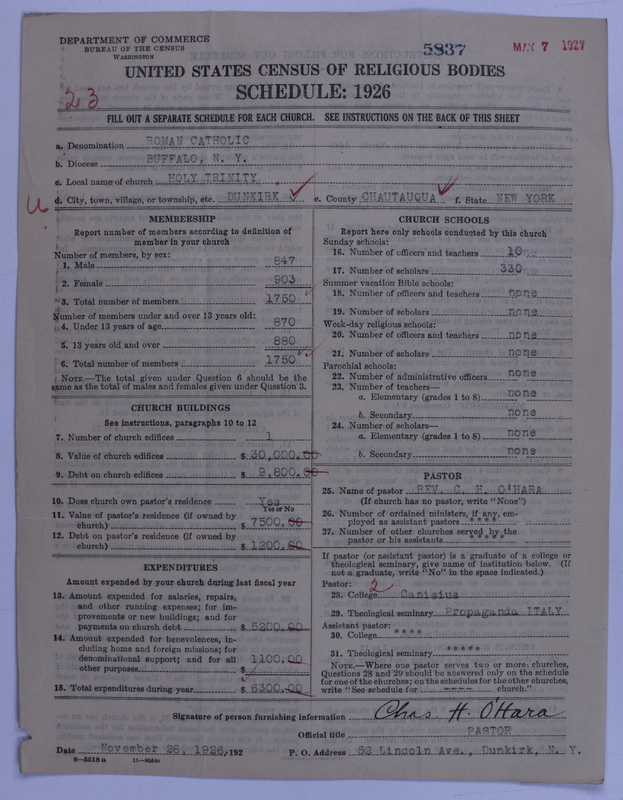 DEPARTMENT OF COMMERCE
BUREAU OF THE CENSUS
WASHINGTON
5837
MAY 7 1927
UNITED STATES CENSUS OF RELIGIOUS BODIES
SCHEDULE: 1926
23
FILL OUT A SEPARATE SCHEDULE FOR EACH CHURCH. SEE INSTRUCTIONS ON THE BACK OF THIS SHEET
a. Denomination ROMAN CATHOLIC
b. Diocese BUFFALO, N. Y.
c. Local name of church HOLY TRINITY
d. City, town, village, or township, etc. DUNKIRK e. County CHAUTAUQUA f. State NEW YORK
MEMBERSHIP
Report number of members according to definition of
member in your church
Number of members, by sex:
1. Male 847
2. Female 903
3. Total number of members 1750
Number of members under and over 13 years old:
4. Under 13 years of age 870
5. 13 years old and over 880
6. Total number of members 1750
NOTE.—The total given under Question 6 should be the
same as the total of males and females given under Question 3.
CHURCH BUILDINGS
See instructions, paragraphs 10 to 12
7. Number of church edifices 1
8. Value of church edifices $ 30,000.00
9. Debt on church edifices $ 9,800.00
10. Does church own pastor's residence Yes
Yes or No
11. Value of pastor's residence (if owned by
church) $ 7500.00
12. Debt on pastor's residence (if owned by
church) $ 1200.00
EXPENDITURES
Amount expended by your church during last fiscal year
13. Amount expended for salaries, repairs,
and other running expenses; for im-
provements or new buildings; and for
payments on church debt $ 5200.00
14. Amount expended for benevolences, in-
cluding home and foreign missions; for
denominational support; and for all
other purposes $ 1100.00
15. Total expenditures during year $ 6300.00
CHURCH SCHOOLS
Report here only schools conducted by this church
Sunday schools:
16. Number of officers and teachers 10
17. Number of scholars 330
Summer vacation Bible schools:
18. Number of officers and teachers none
19. Number of scholars none
Week-day religious schools:
20. Number of officers and teachers none
21. Number of scholars none
Parochial schools:
22. Number of administrative officers none
23. Number of teachers—
a. Elementary (grades 1 to 8) none
b. Secondary none
24. Number of scholars—
a. Elementary (grades 1 to 8) none
b. Secondary none
PASTOR
25. Name of pastor REV. C. H. O'HARA
(If church has no pastor, write "None")
26. Number of ordained ministers, if any, em-
ployed as assistant pastors ****
27. Number of other churches served by the
pastor or his assistants *****
If pastor (or assistant pastor) is a graduate of a college or
theological seminary, give name of institution below. (If
not a graduate, write "No" in the space indicated.)
Pastor: 2
28. College Canisius
29. Theological seminary Propaganda ITALY
Assistant pastor:
30. College ****
31. Theological seminary *****
NOTE.—Where one pastor serves two or more churches,
Questions 28 and 29 should be answered only on the schedule
for one of the churches; on the schedules for the other churches,
write "See schedule for ---- church."
Signature of person furnishing information Chas H. O'Hara
Official title PASTOR
Date November 26, 1926, 192 P. O. Address 52 Lincoln Ave., Dunkirk, N. Y.
8—5518a